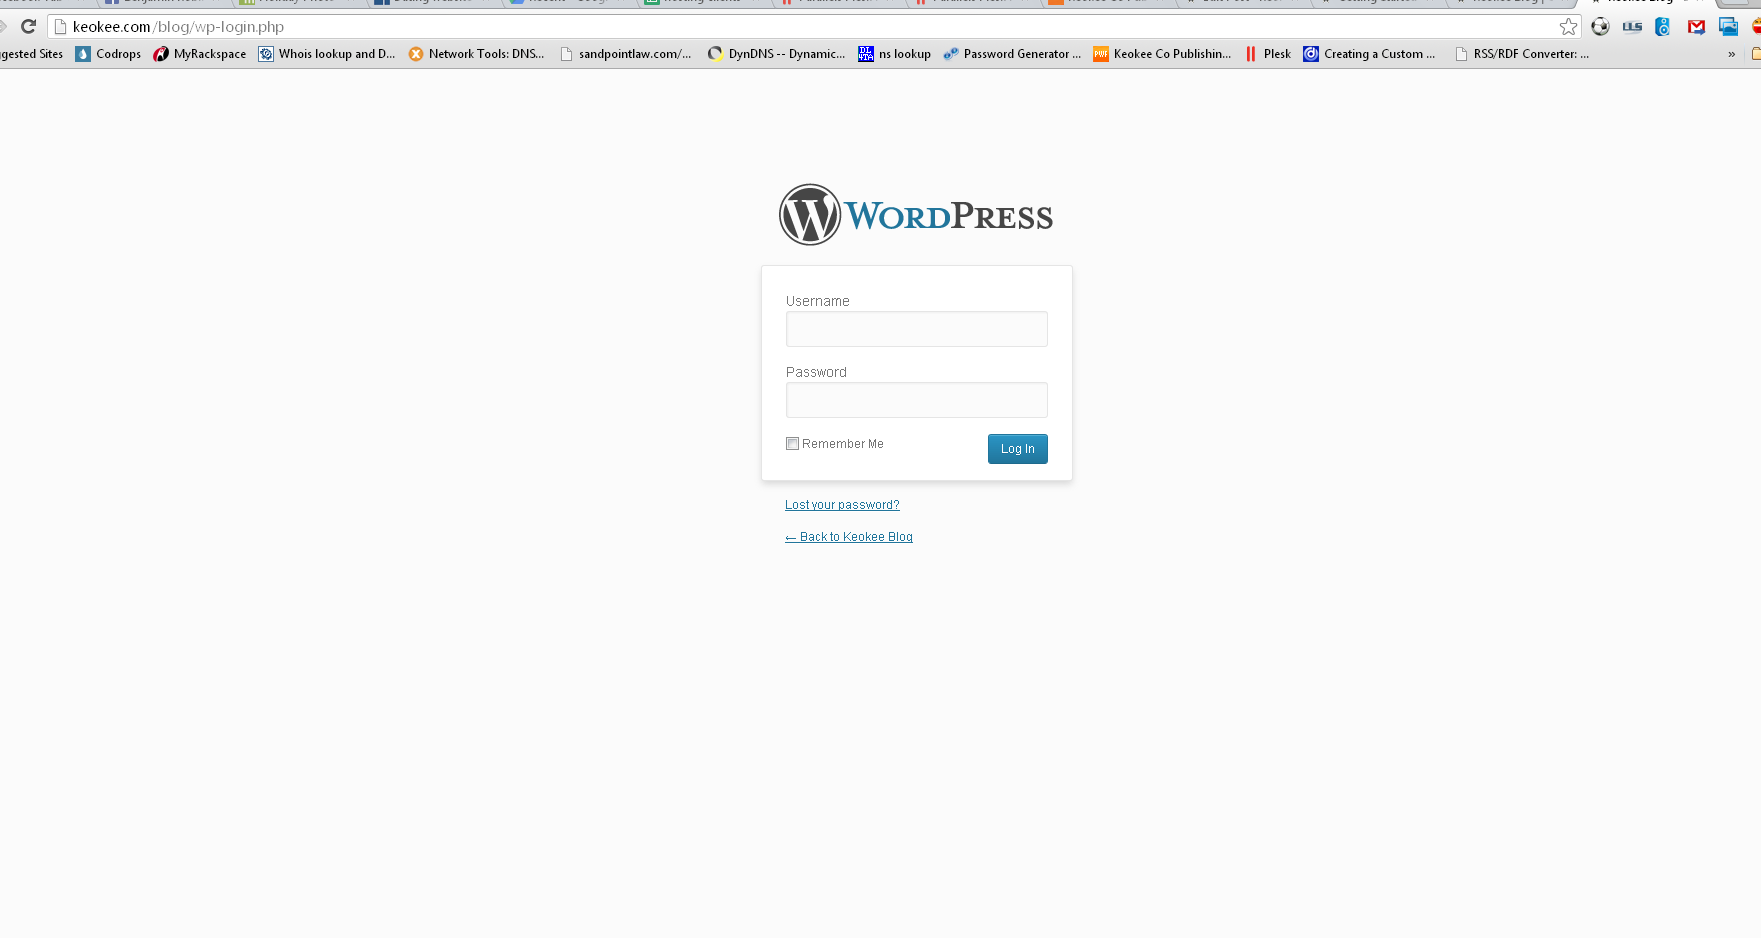 keokee.com/blog/wp-login.php
ggested Sites Codrops MyRackspace Whois lookup and D... Network Tools: DNS... sandpointlaw.com/... DynDNS -- Dynamic... ns lookup Password Generator ... Keokee Co Publishin... Plesk Creating a Custom ... RSS/RDF Converter: ... »
WORDPRESS
Username
Password
Remember Me Log In
Lost your password?
← Back to Keokee Blog